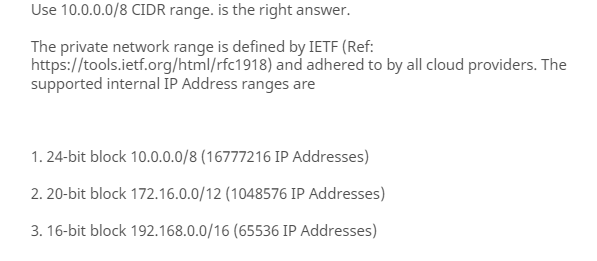 Use 10.0.0.0/8 CIDR range. is the right answer.
The private network range is defined by IETF (Ref:
https://tools.ietf.org/html/rfc1918) and adhered to by all cloud providers. The
supported internal IP Address ranges are
1. 24-bit block 10.0.0.0/8 (16777216 IP Addresses)
2. 20-bit block 172.16.0.0/12 (1048576 IP Addresses)
3. 16-bit block 192.168.0.0/16 (65536 IP Addresses)